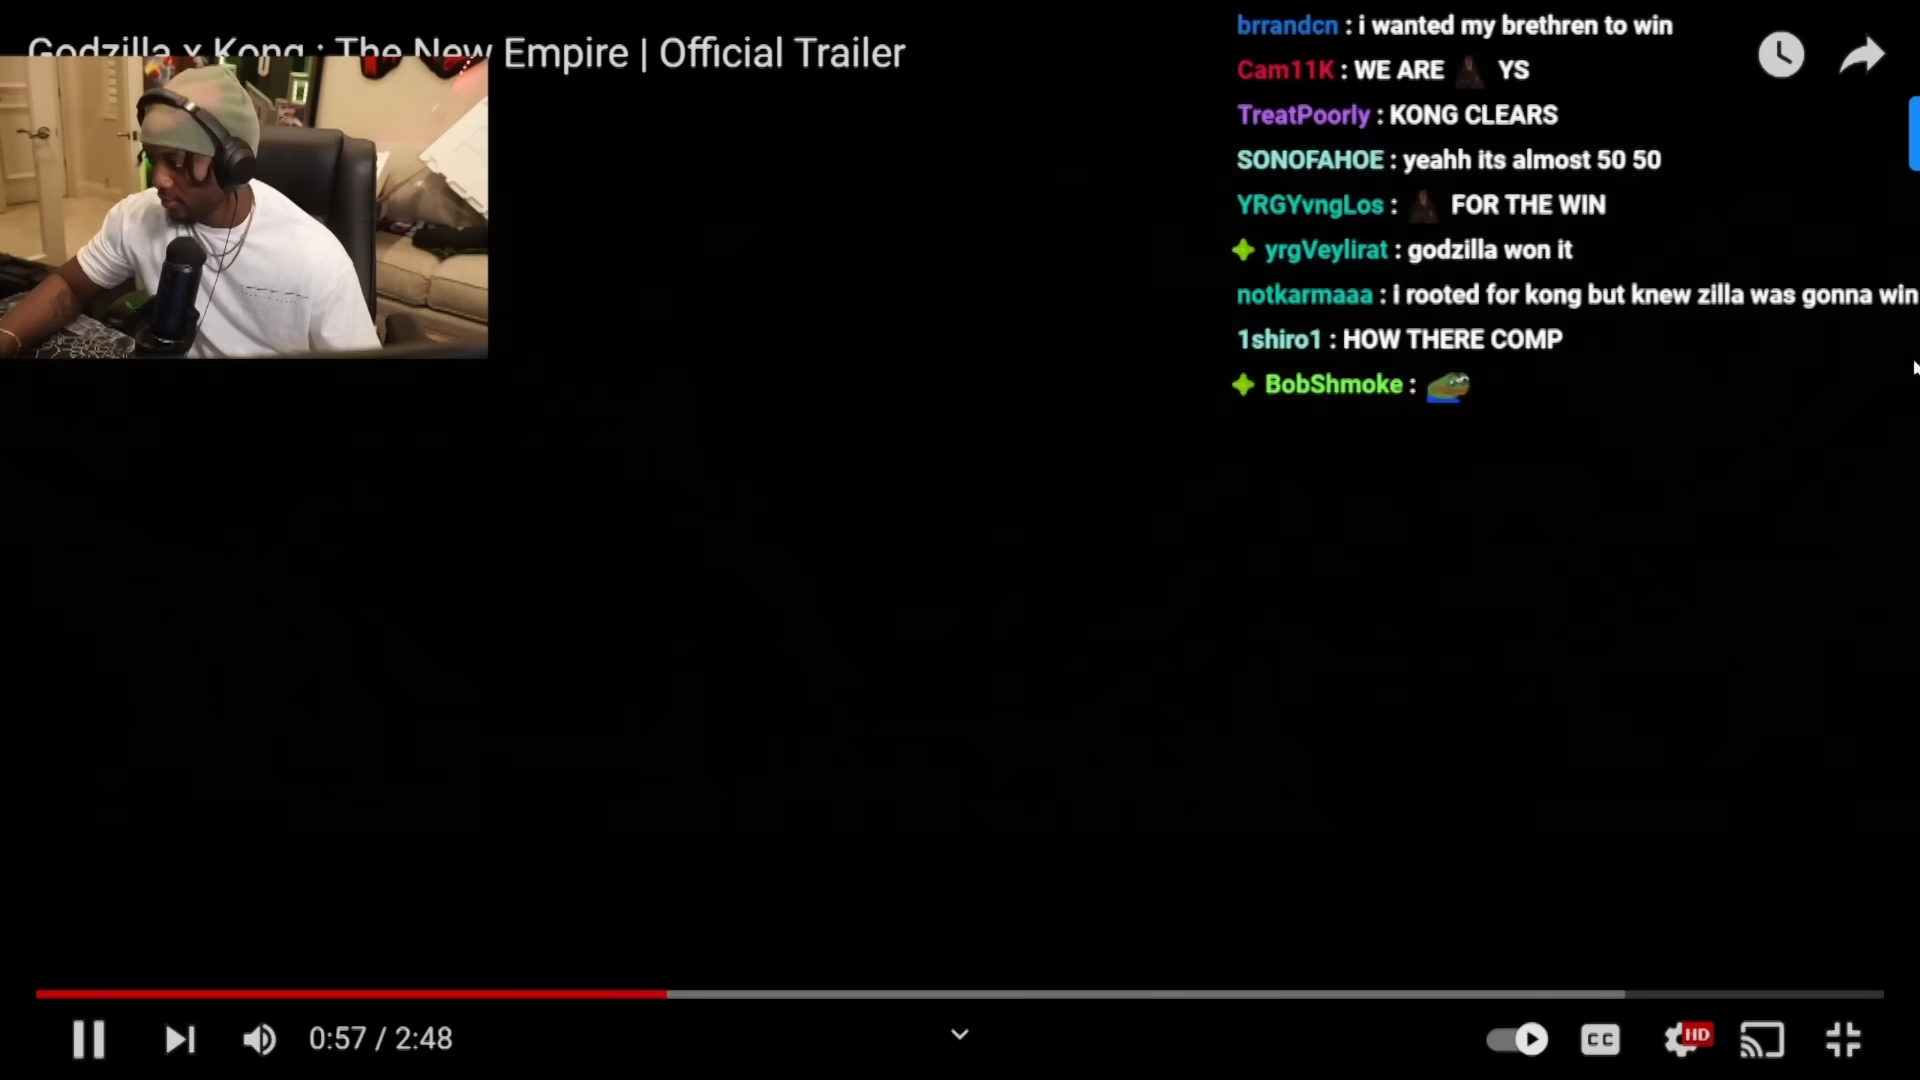 Godzilla x Kong : The New Empire | Official Trailer
brrandcn : i wanted my brethren to win
Cam11K : WE ARE YS
TreatPoorly : KONG CLEARS
SONOFAHOE : yeahh its almost 50 50
YRGYvngLos : FOR THE WIN
yrgVeylirat : godzilla won it
notkarmaaa : i rooted for kong but knew zilla was gonna win
1shiro1 : HOW THERE COMP
BobShmoke :
0:57 / 2:48
CC
HD